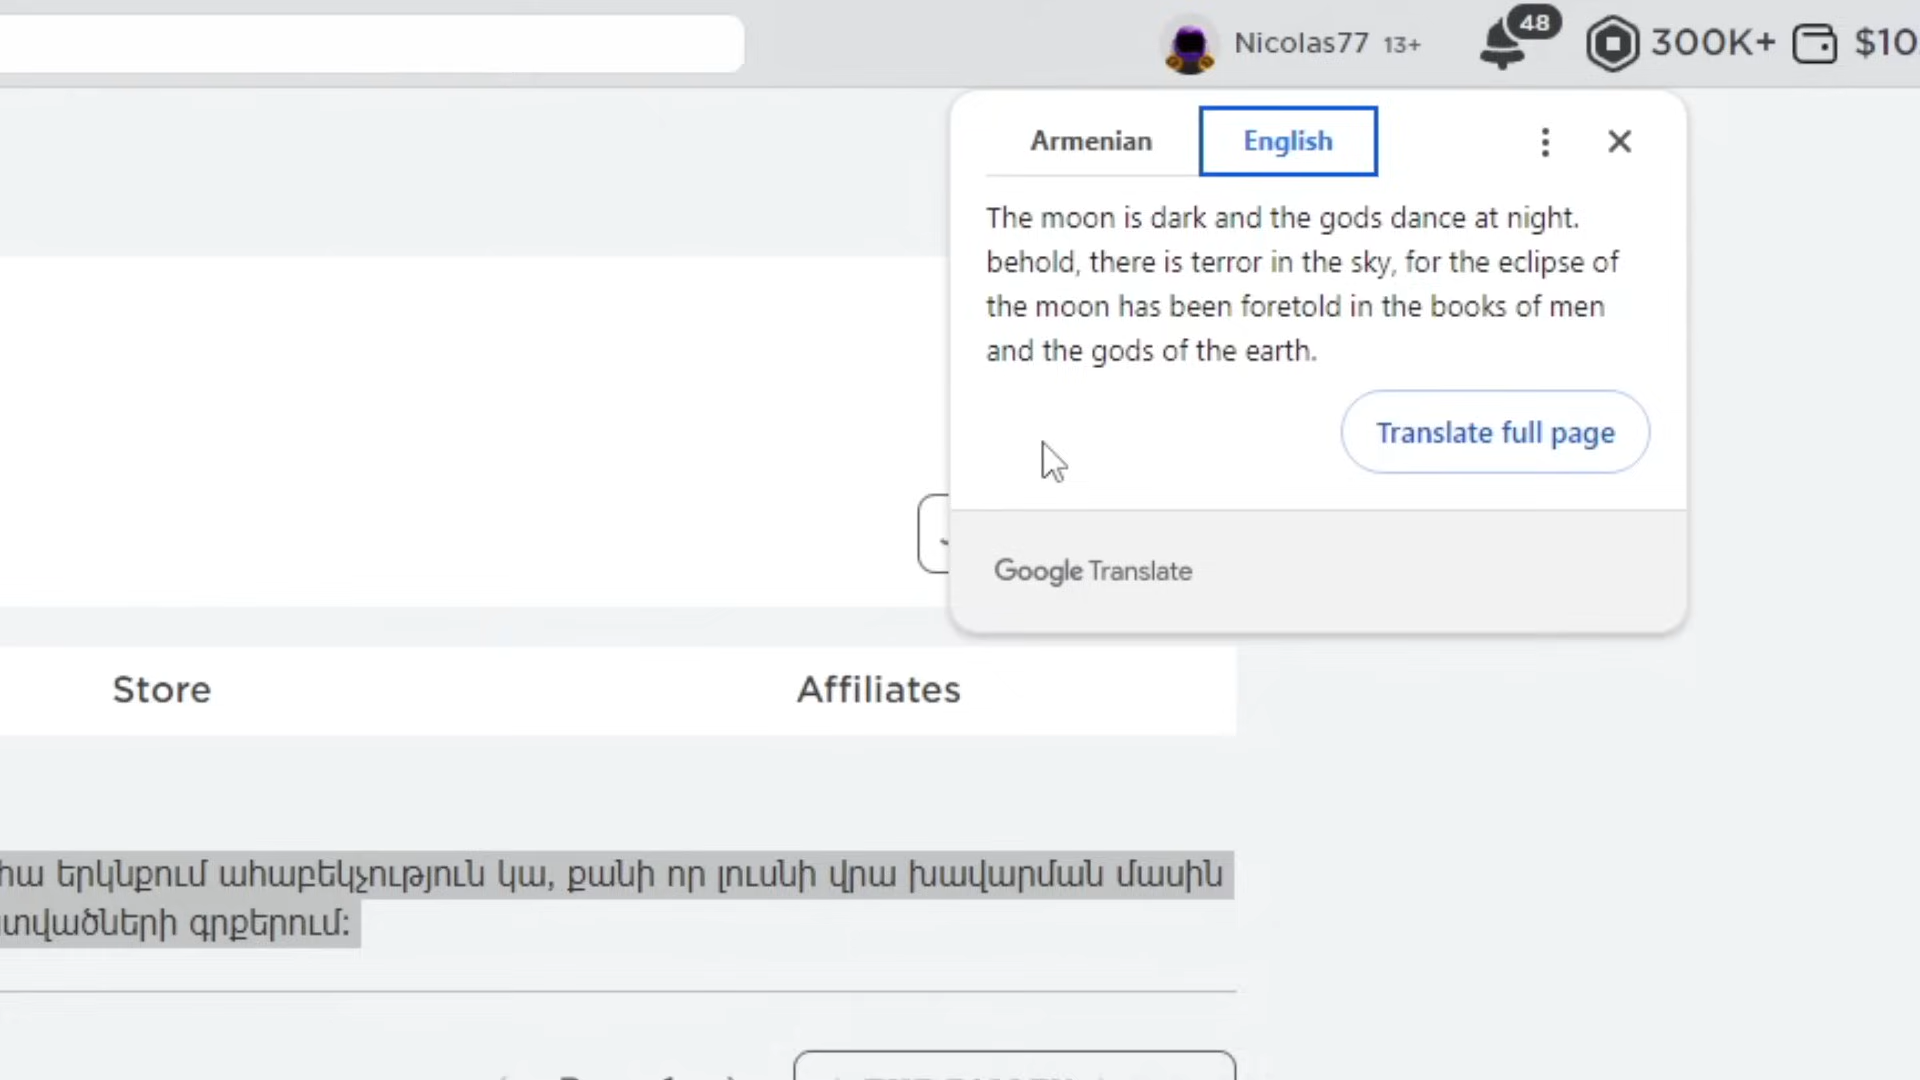 Nicolas77 13+
48
300K+
$10
Armenian
English
The moon is dark and the gods dance at night.
behold, there is terror in the sky, for the eclipse of
the moon has been foretold in the books of men
and the gods of the earth.
Translate full page
Google Translate
Store
Affiliates
երկնքում ահաբեկչություն կա, քանի որ լուսնի վրա խավարման մասին
գրքերում: